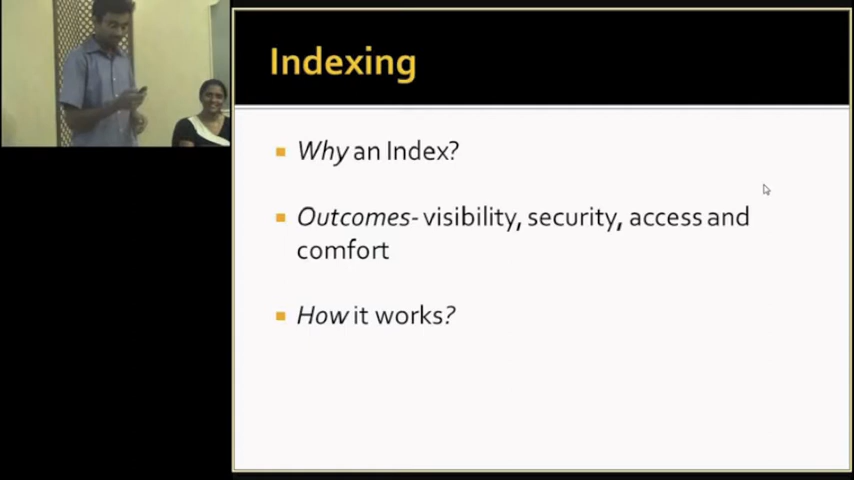 Indexing
Why an Index?
Outcomes- visibility, security, access and
comfort
How it works?